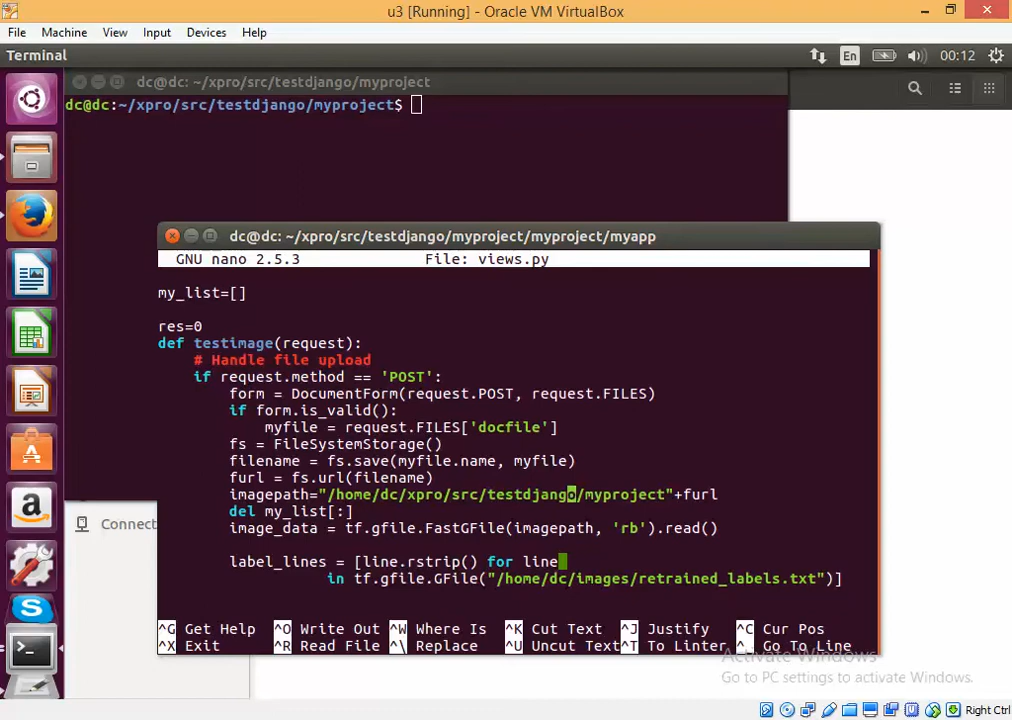 u3 [Running] - Oracle VM VirtualBox
File Machine View Input Devices Help
Terminal En 00:12
dc@dc: ~/xpro/src/testdjango/myproject
dc@dc:~/xpro/src/testdjango/myproject$
dc@dc: ~/xpro/src/testdjango/myproject/myproject/myapp
GNU nano 2.5.3 File: views.py
my_list=[]
res=0
def testimage(request):
# Handle file upload
if request.method == 'POST':
form = DocumentForm(request.POST, request.FILES)
if form.is_valid():
myfile = request.FILES['docfile']
fs = FileSystemStorage()
filename = fs.save(myfile.name, myfile)
furl = fs.url(filename)
imagepath="/home/dc/xpro/src/testdjango/myproject"+furl
del my_list[:]
Connect
image_data = tf.gfile.FastGFile(imagepath, 'rb').read()
label_lines = [line.rstrip() for line
in tf.gfile.GFile("/home/dc/images/retrained_labels.txt")]
^G Get Help ^O Write Out ^W Where Is ^K Cut Text ^J Justify ^C Cur Pos
^X Exit ^R Read File ^\ Replace ^U Uncut Text ^T To Linter ^_ Go To Line
Activate Windows
Go to PC settings to activate Windows.
Right Ctrl